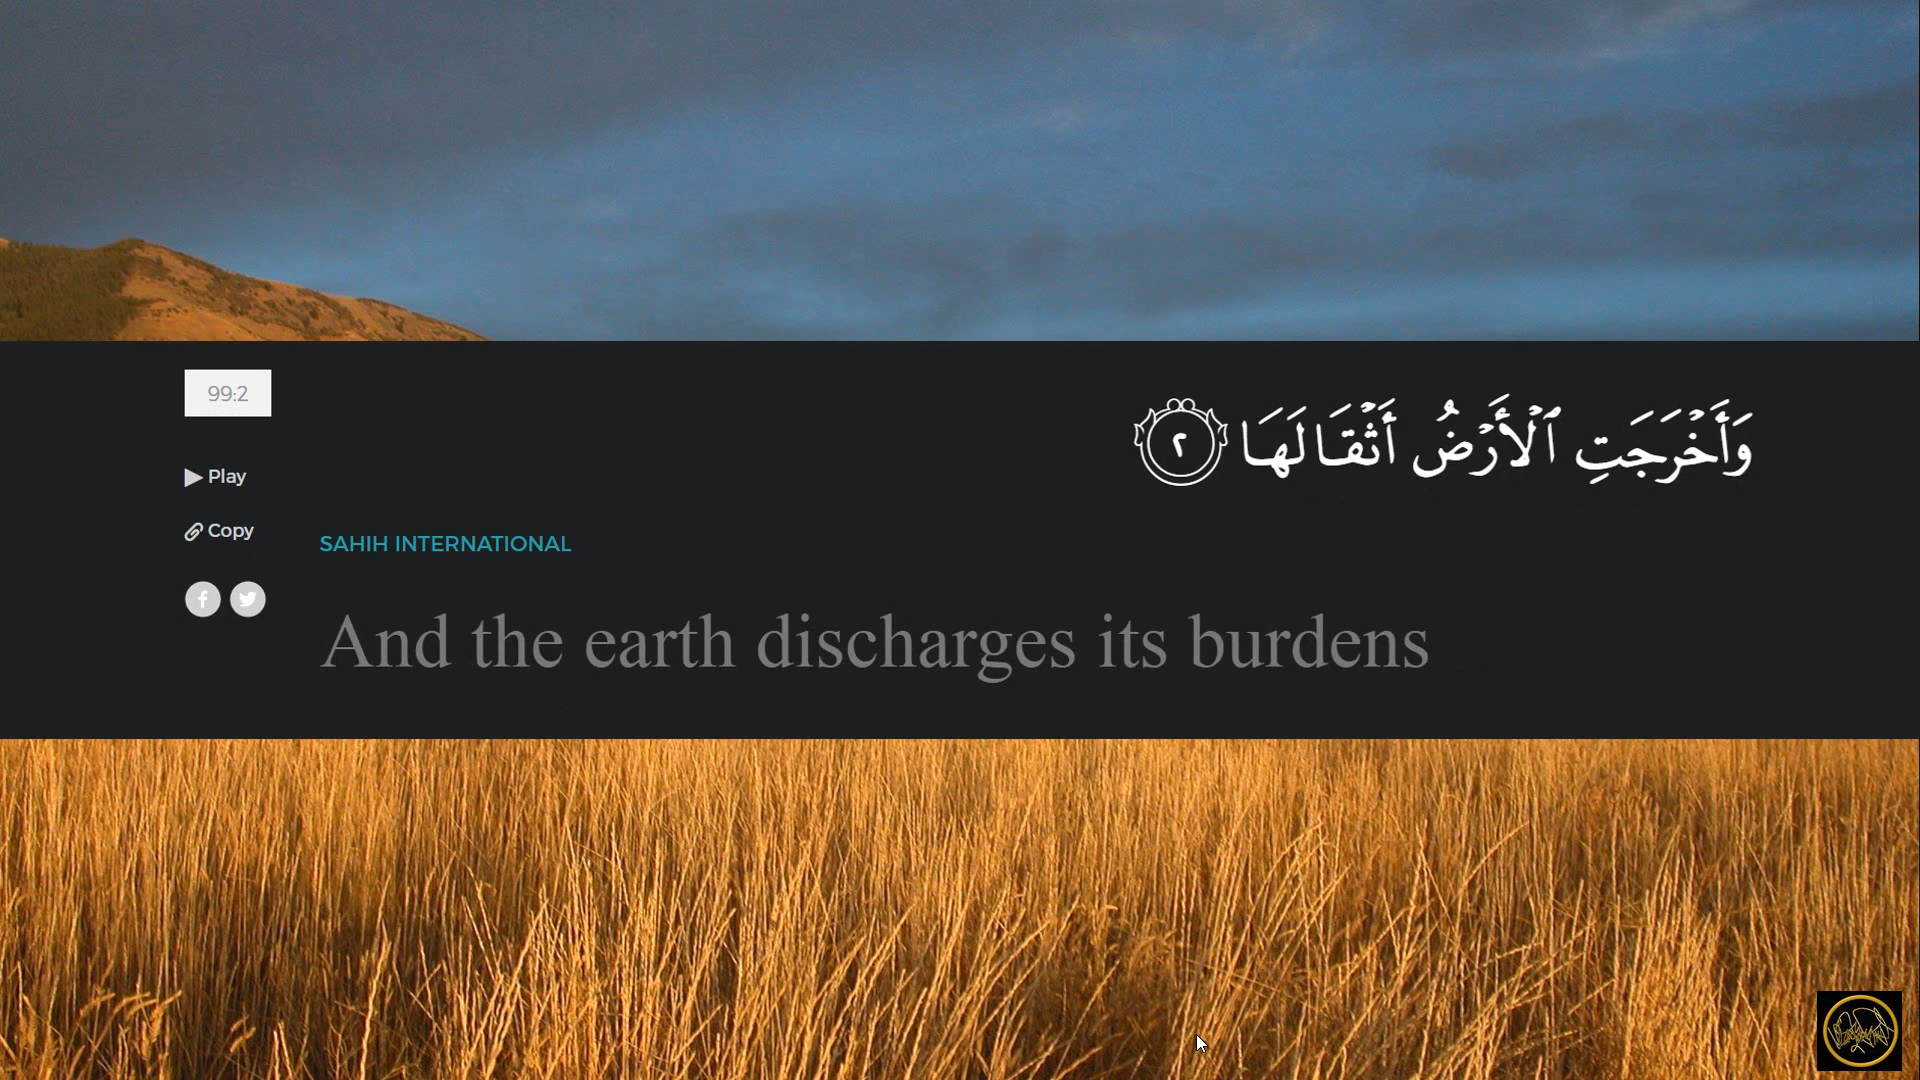 99:2
وَأَخْرَجَتِ ٱلْأَرْضُ أَثْقَالَهَا ٢
Play
Copy
SAHIH INTERNATIONAL
And the earth discharges its burdens